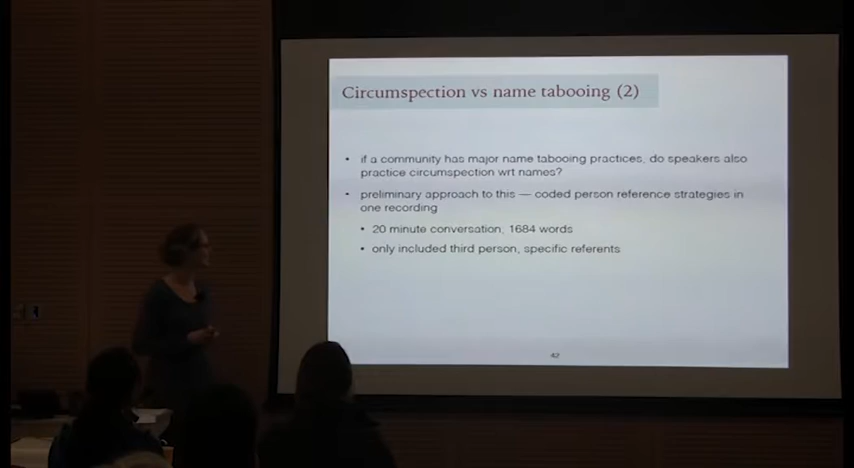 Circumspection vs name tabooing (2)
• if a community has major name tabooing practices, do speakers also
practice circumspection wrt names?
• preliminary approach to this — coded person reference strategies in
one recording
• 20 minute conversation, 1684 words
• only included third person, specific referents
42